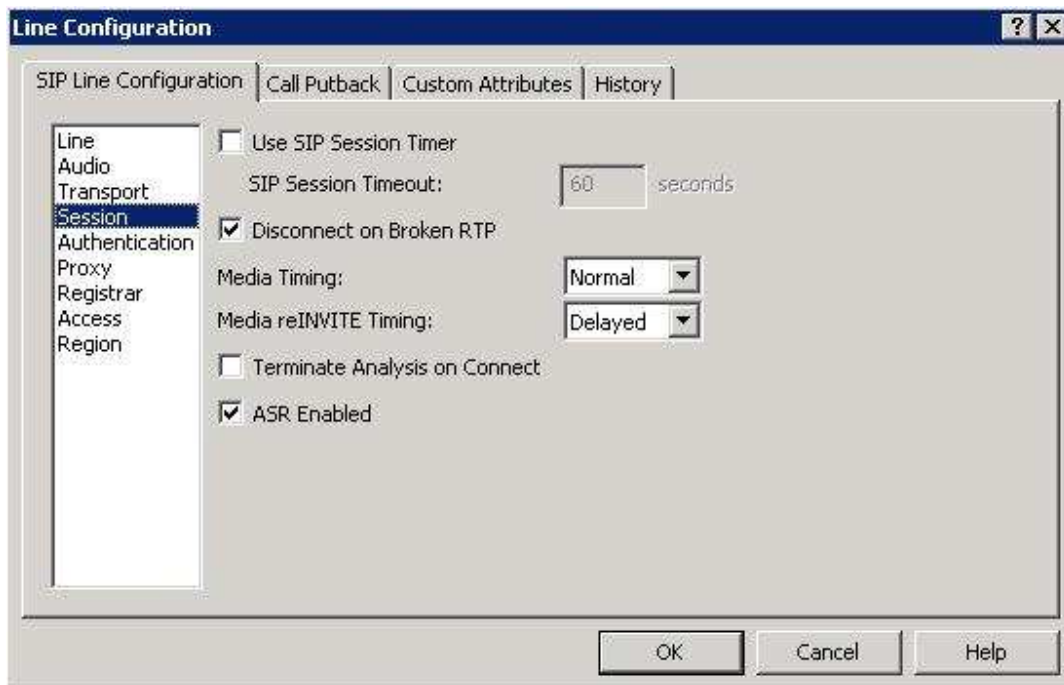 Line Configuration
SIP Line Configuration Call Putback Custom Attributes History
Line
Audio
Transport
Session
Authentication
Proxy
Registrar
Access
Region
Use SIP Session Timer
SIP Session Timeout: 60 seconds
Disconnect on Broken RTP
Media Timing: Normal
Media reINVITE Timing: Delayed
Terminate Analysis on Connect
ASR Enabled
OK Cancel Help